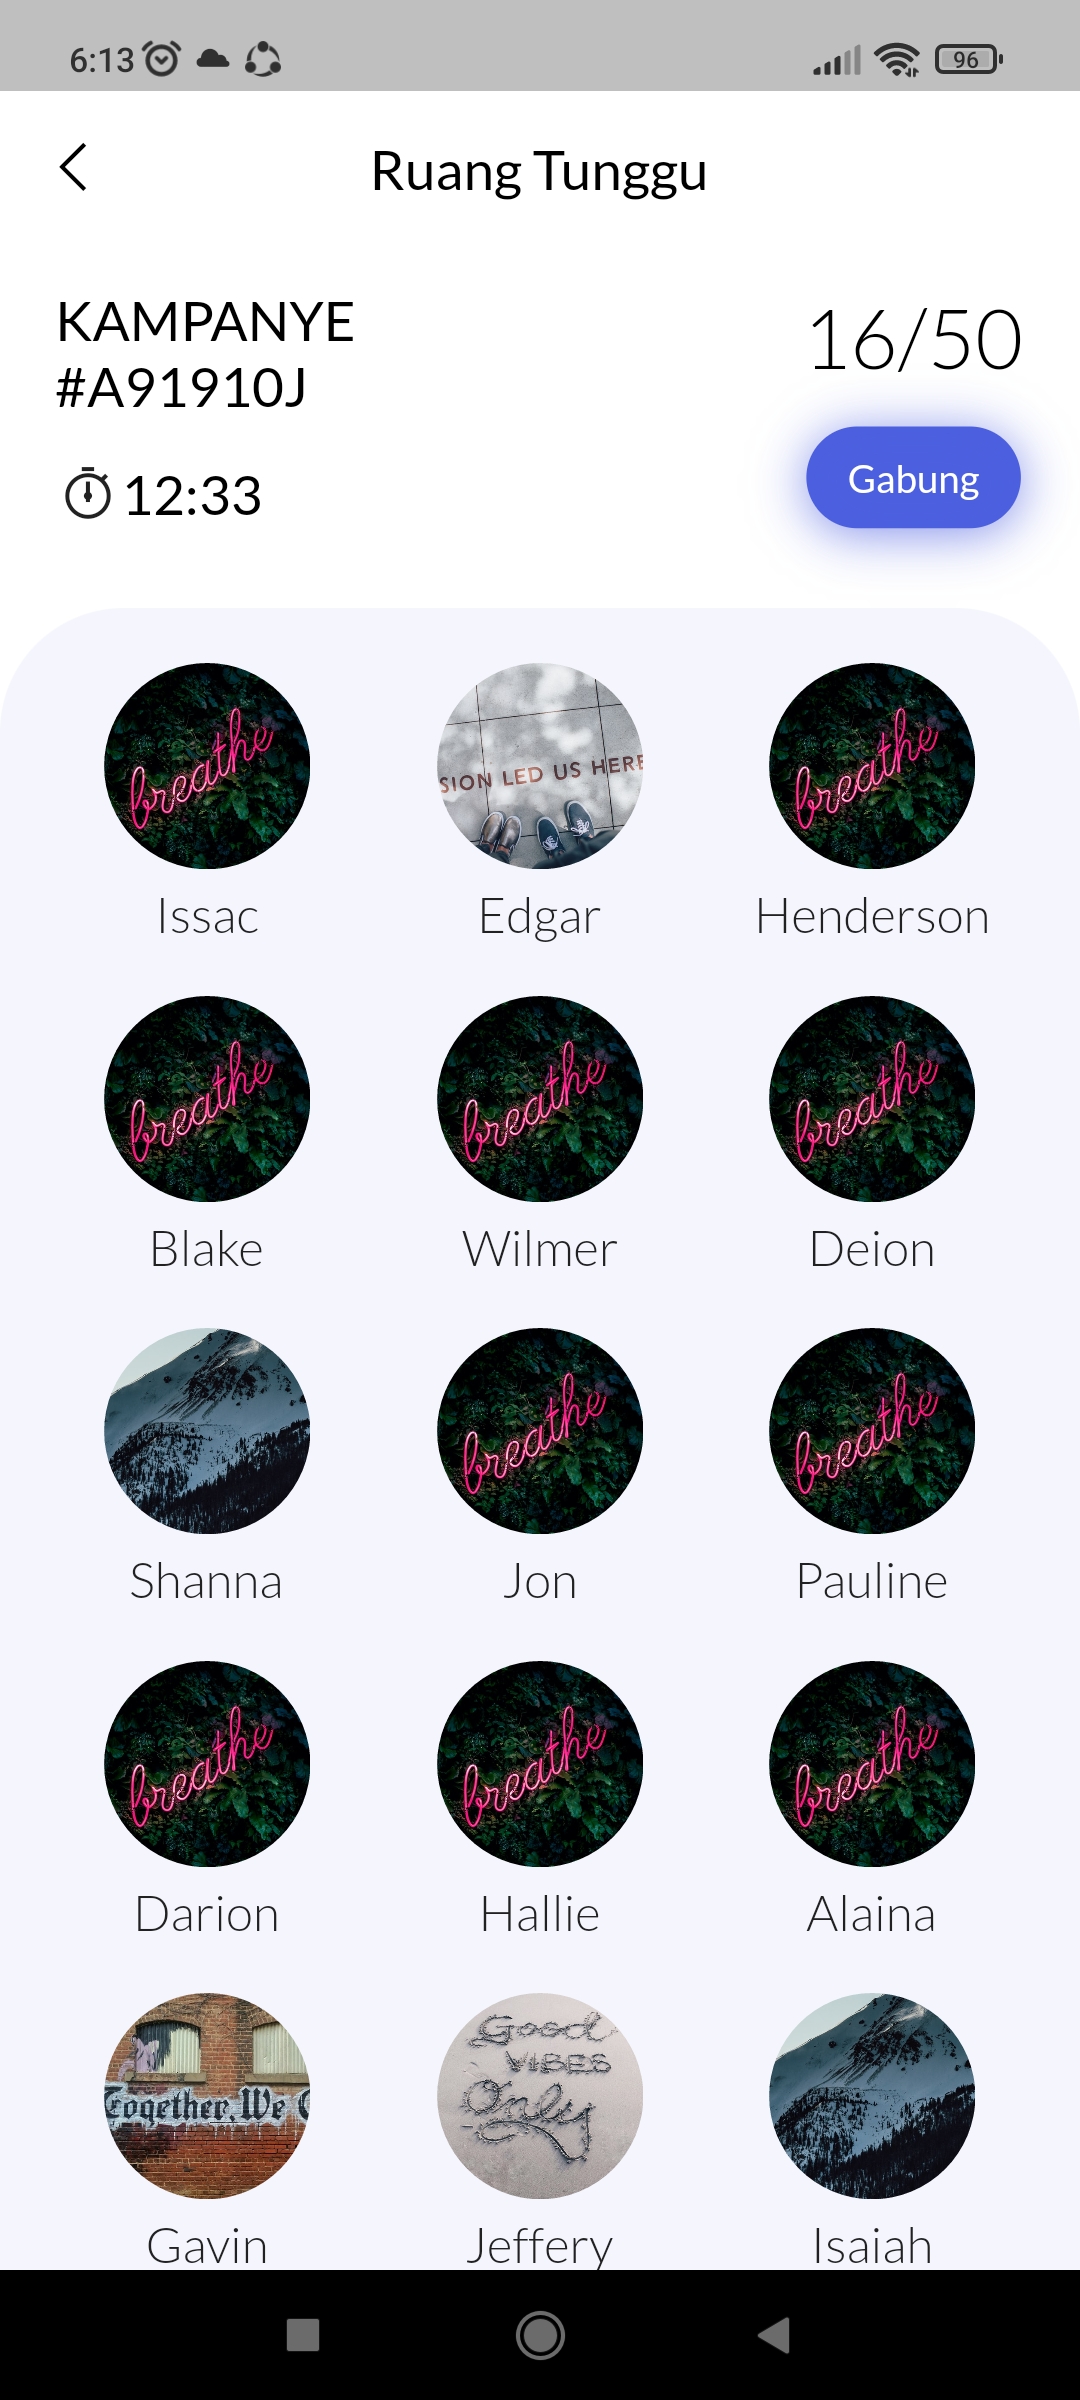 6:13
96
Ruang Tunggu
KAMPANYE
#A91910J
16/50
12:33
Gabung
breathe
SION LED US HERE
breathe
Issac
Edgar
Henderson
breathe
breathe
breathe
Blake
Wilmer
Deion
breathe
breathe
Shanna
Jon
Pauline
breathe
breathe
breathe
Darion
Hallie
Alaina
Together, We
Good
VIBES
Only
Gavin
Jeffery
Isaiah